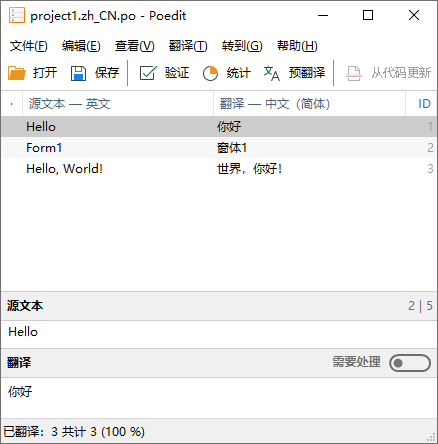 project1.zh_CN.po - Poedit
文件(F) 编辑(E) 查看(V) 翻译(T) 转到(G) 帮助(H)
打开 保存 验证 统计 预翻译 从代码更新
· 源文本 — 英文 翻译 — 中文（简体） ID
Hello 你好 1
Form1 窗体1 2
Hello, World! 世界，你好！ 3
源文本 2 | 5
Hello
翻译 需要处理
你好
已翻译：3 共计 3 (100 %)